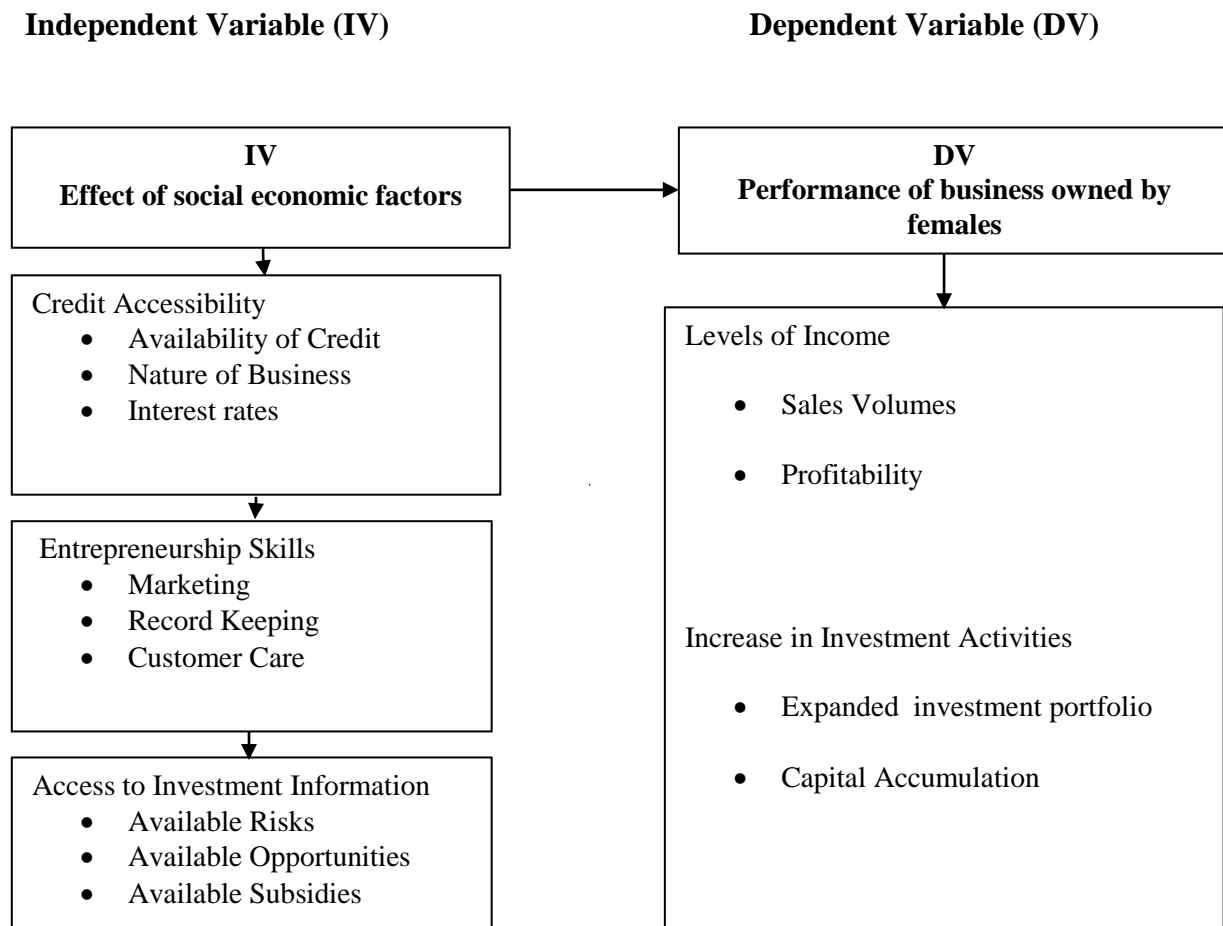 Independent Variable (IV)
Dependent Variable (DV)
IV
Effect of social economic factors
DV
Performance of business owned by
females
Credit Accessibility
• Availability of Credit
• Nature of Business
• Interest rates
Entrepreneurship Skills
• Marketing
• Record Keeping
• Customer Care
Access to Investment Information
• Available Risks
• Available Opportunities
• Available Subsidies
Levels of Income
• Sales Volumes
• Profitability
Increase in Investment Activities
• Expanded investment portfolio
• Capital Accumulation